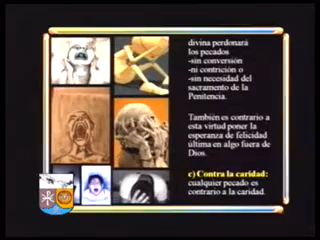 divina perdonará
los pecados
-sin conversión
-ni contrición o
-sin necesidad del
sacramento de la
Penitencia.
También es contrario a
esta virtud poner la
esperanza de felicidad
última en algo fuera de
Dios.
c) Contra la caridad:
cualquier pecado es
contrario a la caridad.